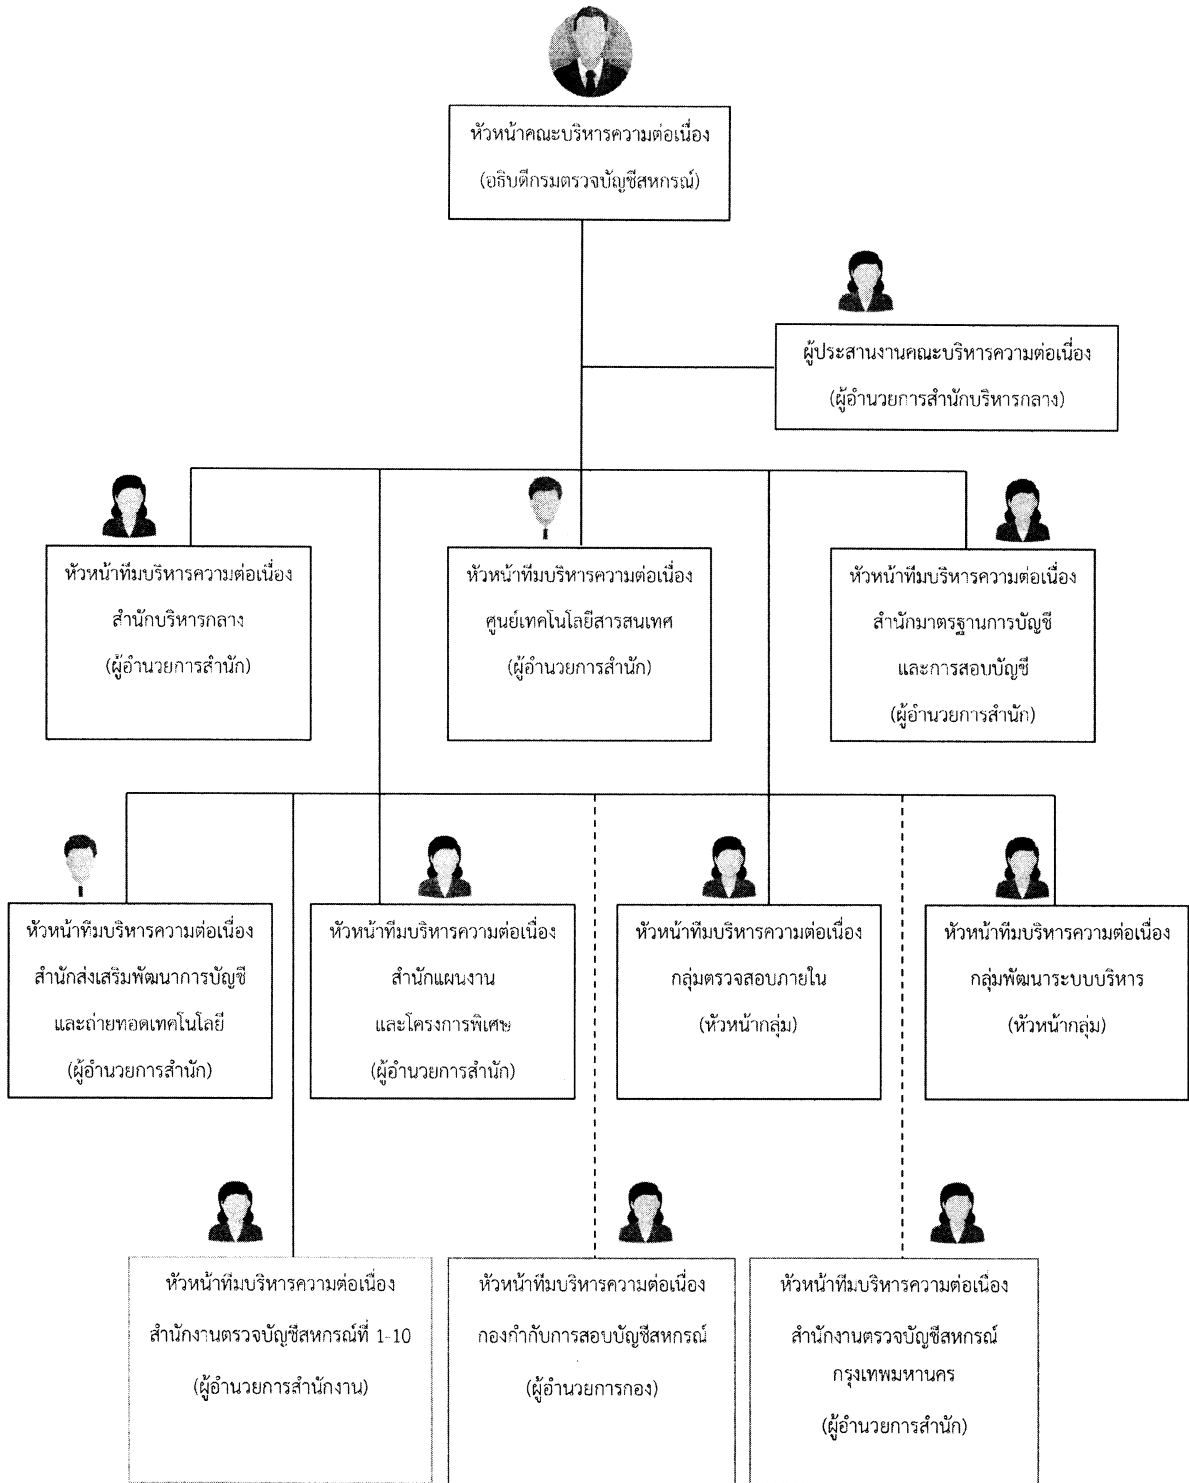 หัวหน้าคณะบริหารความต่อเนื่อง
(อธิบดีกรมตรวจบัญชีสหกรณ์)
ผู้ประสานงานคณะบริหารความต่อเนื่อง
(ผู้อำนวยการสำนักบริหารกลาง)
หัวหน้าทีมบริหารความต่อเนื่อง
สำนักบริหารกลาง
(ผู้อำนวยการสำนัก)
หัวหน้าทีมบริหารความต่อเนื่อง
ศูนย์เทคโนโลยีสารสนเทศ
(ผู้อำนวยการสำนัก)
หัวหน้าทีมบริหารความต่อเนื่อง
สำนักมาตรฐานการบัญชี
และการสอบบัญชี
(ผู้อำนวยการสำนัก)
หัวหน้าทีมบริหารความต่อเนื่อง
สำนักส่งเสริมพัฒนาการบัญชี
และถ่ายทอดเทคโนโลยี
(ผู้อำนวยการสำนัก)
หัวหน้าทีมบริหารความต่อเนื่อง
สำนักแผนงาน
และโครงการพิเศษ
(ผู้อำนวยการสำนัก)
หัวหน้าทีมบริหารความต่อเนื่อง
กลุ่มตรวจสอบภายใน
(หัวหน้ากลุ่ม)
หัวหน้าทีมบริหารความต่อเนื่อง
กลุ่มพัฒนาระบบบริหาร
(หัวหน้ากลุ่ม)
หัวหน้าทีมบริหารความต่อเนื่อง
สำนักงานตรวจบัญชีสหกรณ์ที่ 1-10
(ผู้อำนวยการสำนักงาน)
หัวหน้าทีมบริหารความต่อเนื่อง
กองกำกับการสอบบัญชีสหกรณ์
(ผู้อำนวยการกอง)
หัวหน้าทีมบริหารความต่อเนื่อง
สำนักงานตรวจบัญชีสหกรณ์
กรุงเทพมหานคร
(ผู้อำนวยการสำนัก)